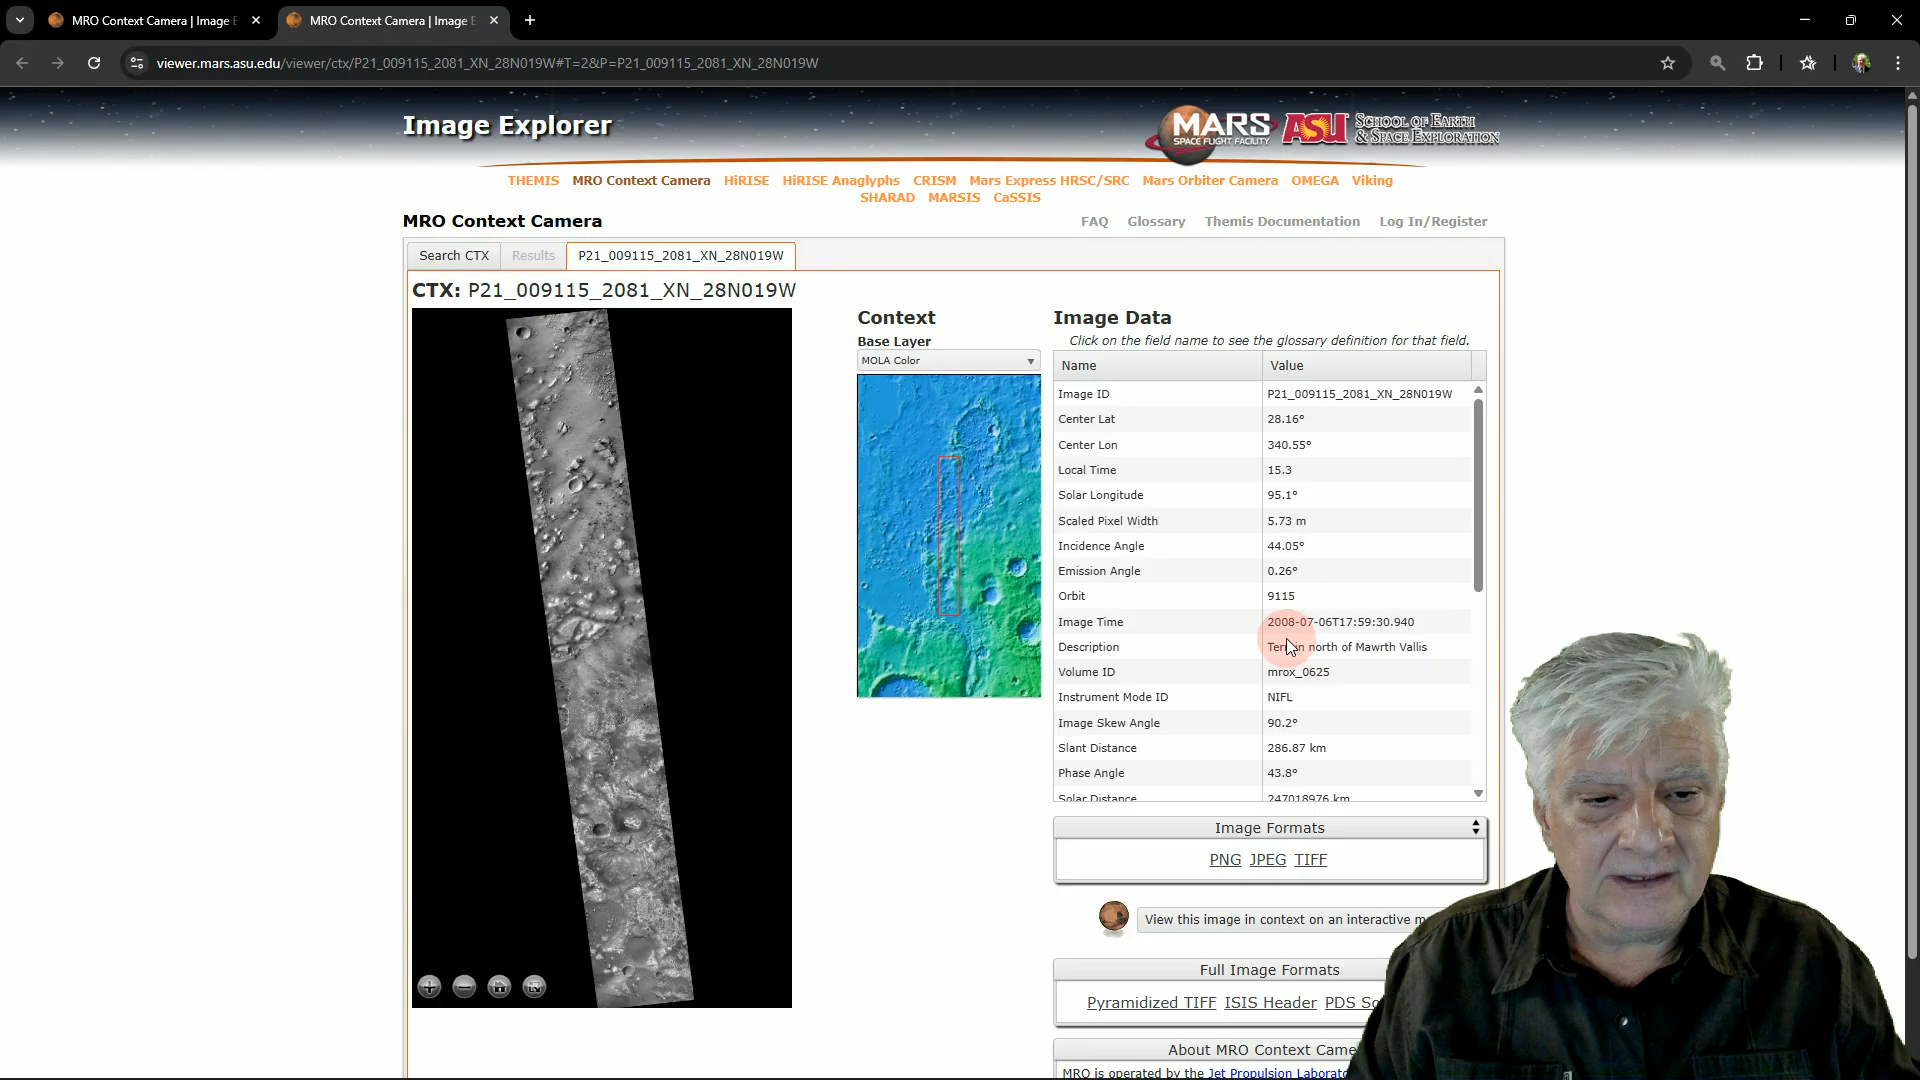 MRO Context Camera | Image E
MRO Context Camera | Image E
viewer.mars.asu.edu/viewer/ctx/P21_009115_2081_XN_28N019W#T=2&P=P21_009115_2081_XN_28N019W
Image Explorer
MARS
SPACE FLIGHT FACILITY
ASU
SCHOOL OF EARTH
& SPACE EXPLORATION
THEMIS MRO Context Camera HiRISE HiRISE Anaglyphs CRISM Mars Express HRSC/SRC Mars Orbiter Camera OMEGA Viking
SHARAD MARSIS CaSSIS
MRO Context Camera
FAQ Glossary Themis Documentation Log In/Register
Search CTX Results P21_009115_2081_XN_28N019W
CTX: P21_009115_2081_XN_28N019W
Context
Base Layer
MOLA Color
Image Data
Click on the field name to see the glossary definition for that field.
Name Value
Image ID P21_009115_2081_XN_28N019W
Center Lat 28.16°
Center Lon 340.55°
Local Time 15.3
Solar Longitude 95.1°
Scaled Pixel Width 5.73 m
Incidence Angle 44.05°
Emission Angle 0.26°
Orbit 9115
Image Time 2008-07-06T17:59:30.940
Description Terrain north of Mawrth Vallis
Volume ID mrox_0625
Instrument Mode ID NIFL
Image Skew Angle 90.2°
Slant Distance 286.87 km
Phase Angle 43.8°
Solar Distance 247018976 km
Image Formats
PNG JPEG TIFF
View this image in context on an interactive m
Full Image Formats
Pyramidized TIFF ISIS Header PDS Sc
About MRO Context Came
MRO is operated by the Jet Propulsion Laborato